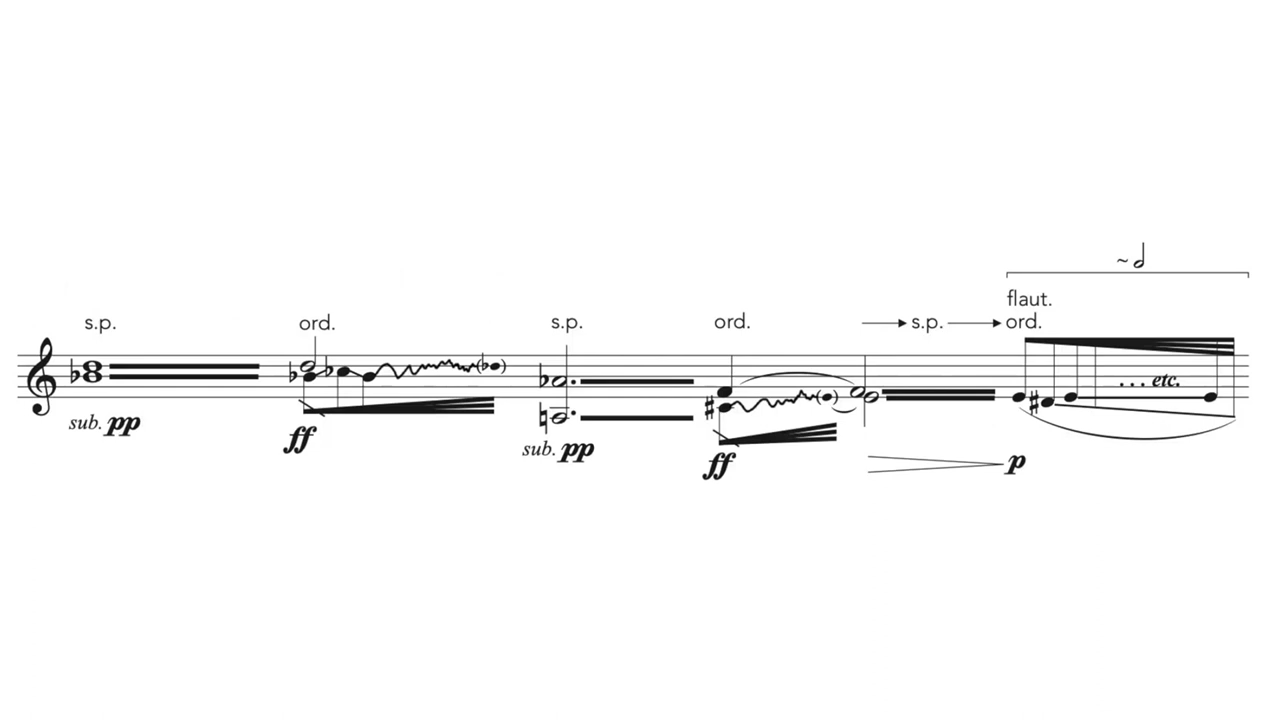 ~
flaut.
s.p. ord. s.p. ord. s.p. ord.
... etc.
sub. pp ff sub. pp ff p